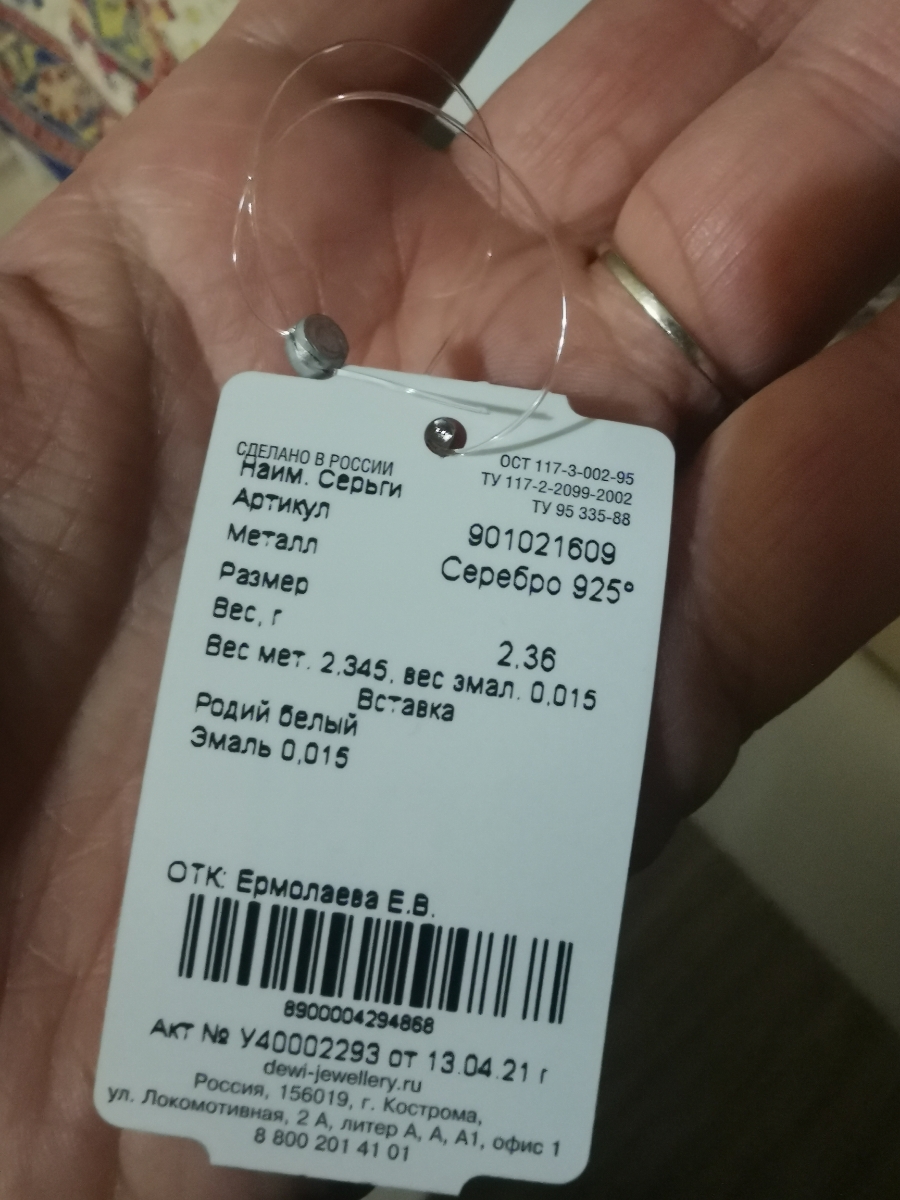 СДЕЛАНО В РОССИИ
ОСТ 117-3-002-95
ТУ 117-2-2099-2002
ТУ 95 335-88
Наим. Серьги
Артикул 901021609
Металл Серебро 925°
Размер
Вес, г 2,36
Вес мет. 2,345, вес эмал. 0,015
Вставка
Родий белый
Эмаль 0,015
ОТК: Ермолаева Е.В.
8900004294868
Акт № У40002293 от 13.04.21 г
dewi-jewellery.ru
Россия, 156019, г. Кострома,
ул. Локомотивная, 2 А, литер А, А, А1, офис 1
8 800 201 41 01